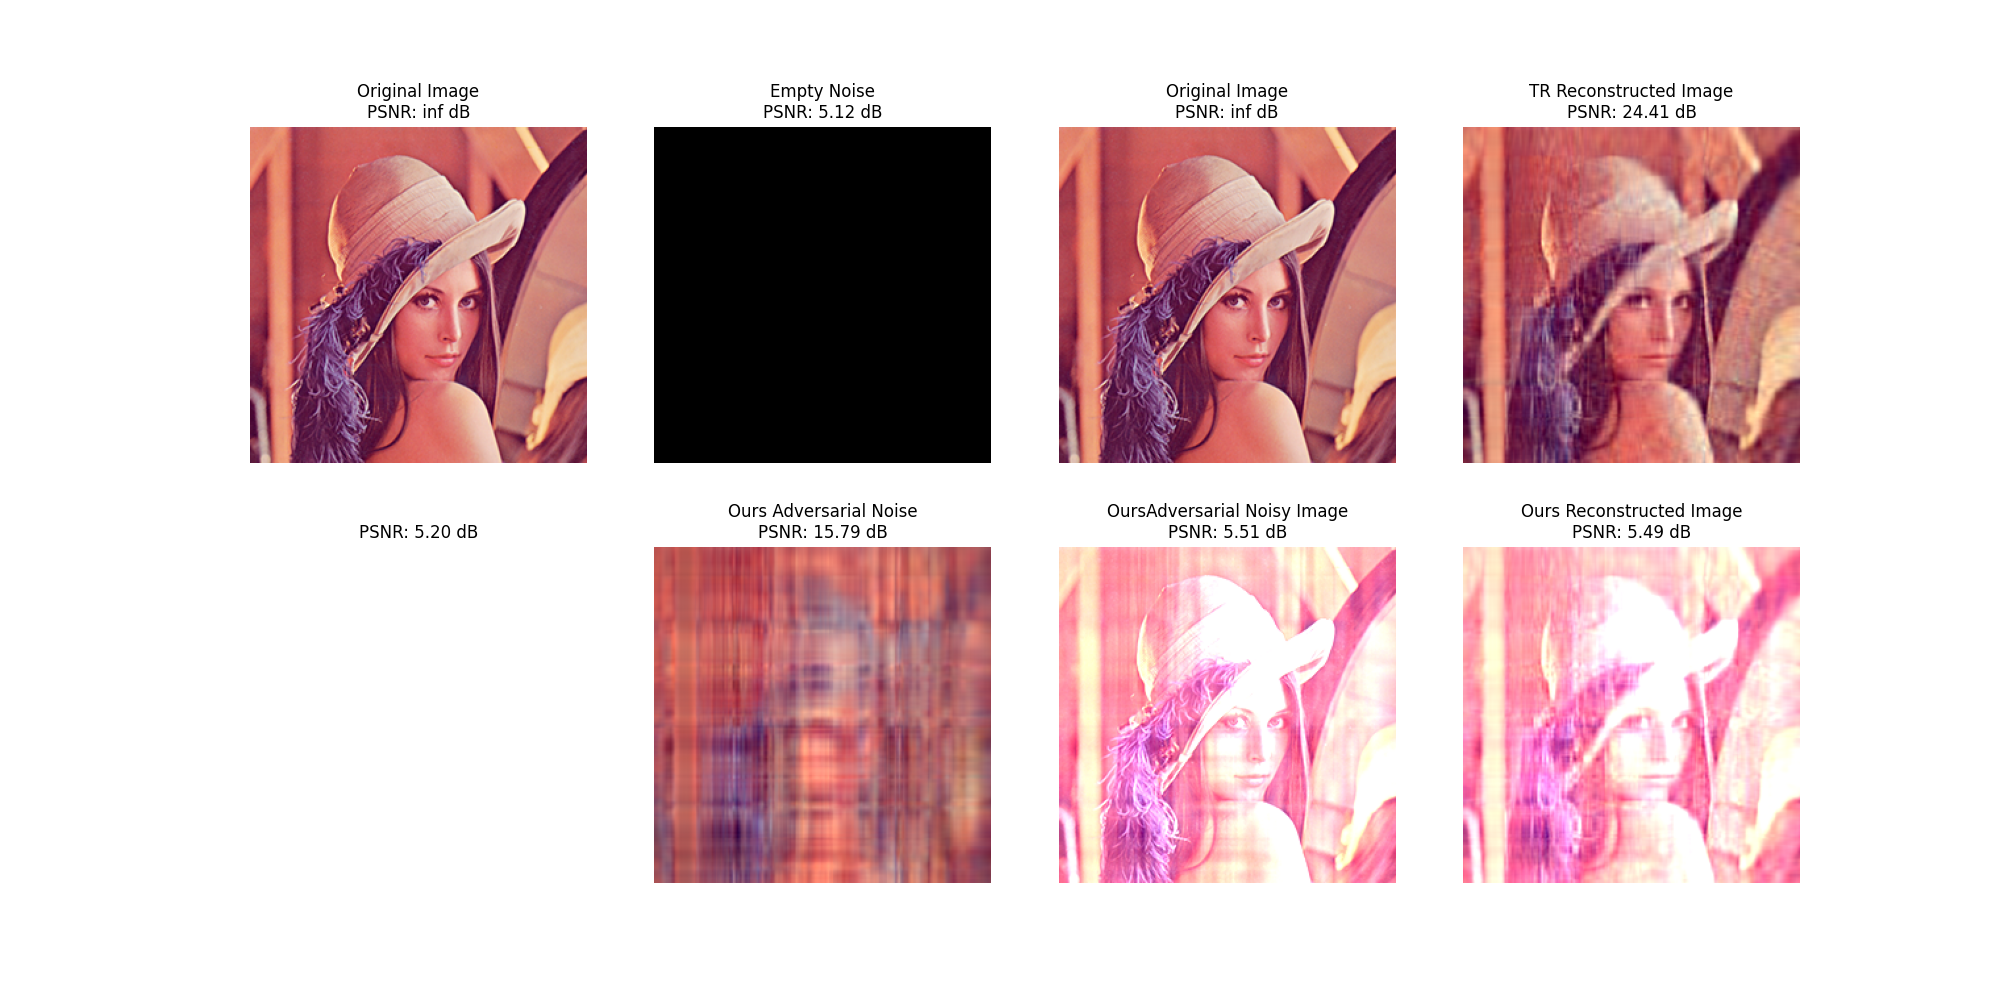 Original Image
PSNR: inf dB
Empty Noise
PSNR: 5.12 dB
Original Image
PSNR: inf dB
TR Reconstructed Image
PSNR: 24.41 dB
PSNR: 5.20 dB
Ours Adversarial Noise
PSNR: 15.79 dB
OursAdversarial Noisy Image
PSNR: 5.51 dB
Ours Reconstructed Image
PSNR: 5.49 dB